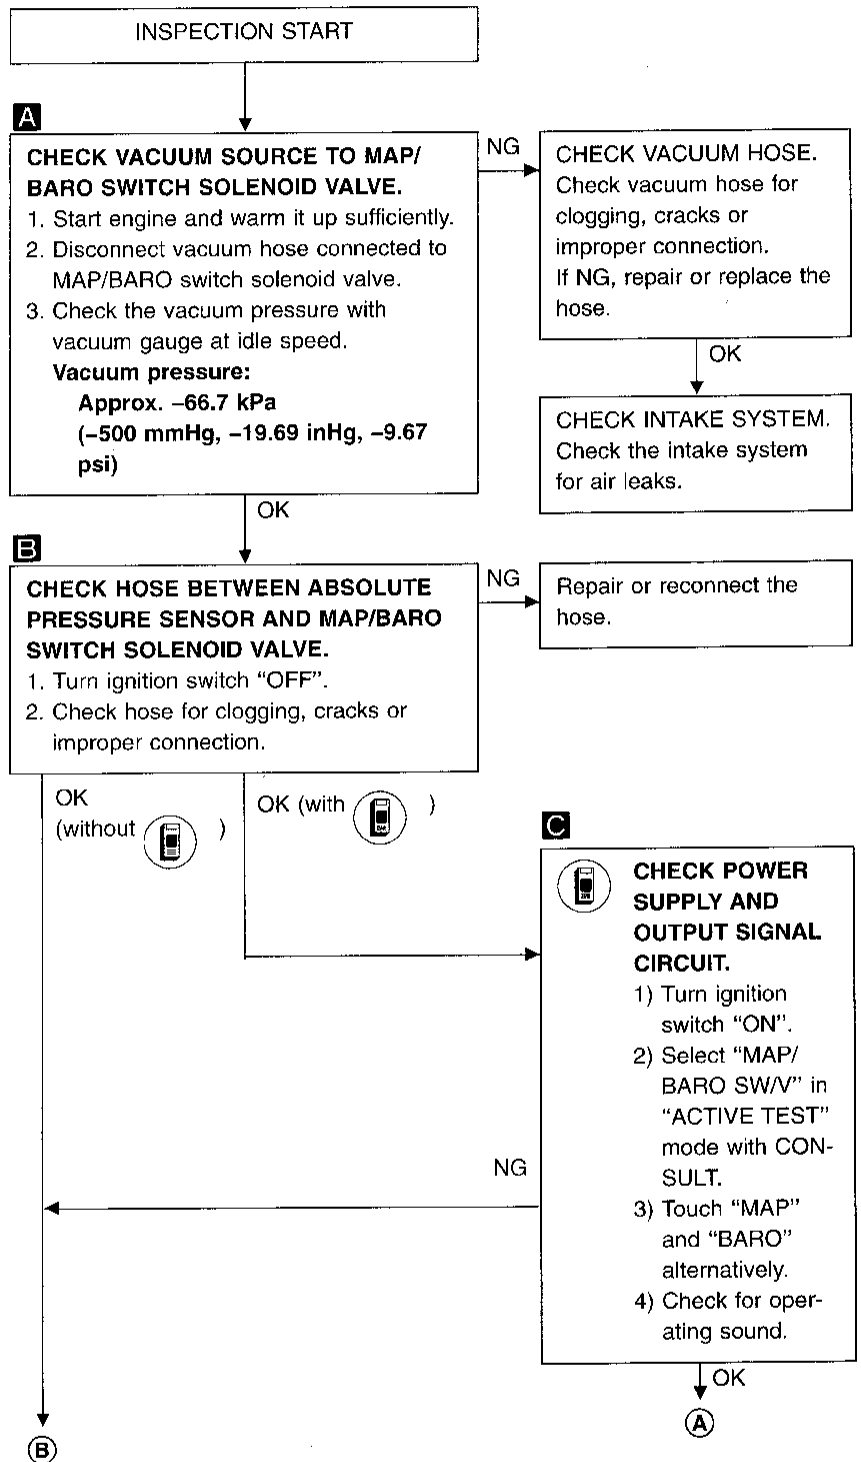 INSPECTION START
A
CHECK VACUUM SOURCE TO MAP/
BARO SWITCH SOLENOID VALVE.
1. Start engine and warm it up sufficiently.
2. Disconnect vacuum hose connected to
MAP/BARO switch solenoid valve.
3. Check the vacuum pressure with
vacuum gauge at idle speed.
Vacuum pressure:
Approx. –66.7 kPa
(–500 mmHg, –19.69 inHg, –9.67
psi)
NG
CHECK VACUUM HOSE.
Check vacuum hose for
clogging, cracks or
improper connection.
If NG, repair or replace the
hose.
OK
CHECK INTAKE SYSTEM.
Check the intake system
for air leaks.
OK
B
CHECK HOSE BETWEEN ABSOLUTE
PRESSURE SENSOR AND MAP/BARO
SWITCH SOLENOID VALVE.
1. Turn ignition switch “OFF”.
2. Check hose for clogging, cracks or
improper connection.
NG
Repair or reconnect the
hose.
OK
(without )
OK (with )
C
CHECK POWER
SUPPLY AND
OUTPUT SIGNAL
CIRCUIT.
1) Turn ignition
switch “ON”.
2) Select “MAP/
BARO SW/V” in
“ACTIVE TEST”
mode with CON-
SULT.
3) Touch “MAP”
and “BARO”
alternatively.
4) Check for oper-
ating sound.
NG
OK
A
B